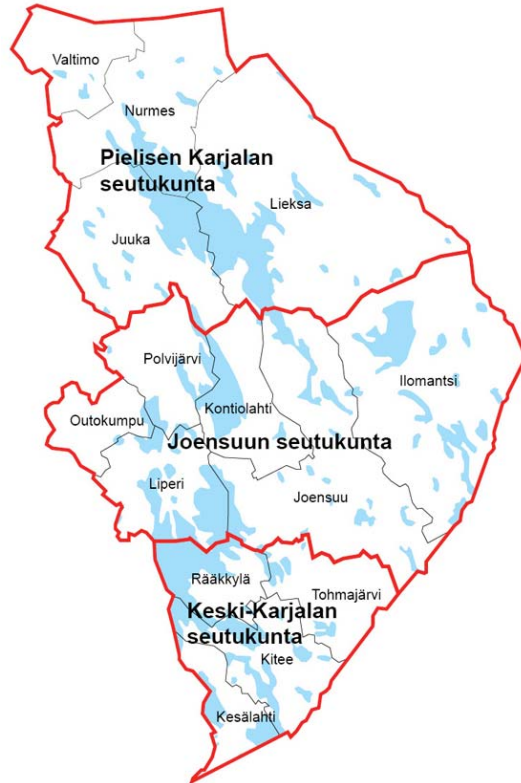 Valtimo
Nurmes
Pielisen Karjalan
seutukunta
Lieksa
Juuka
Polvijärvi
Ilomantsi
Kontiolahti
Outokumpu
Joensuun seutukunta
Liperi
Joensuu
Rääkkylä
Tohmajärvi
Keski-Karjalan
seutukunta
Kitee
Kesälahti